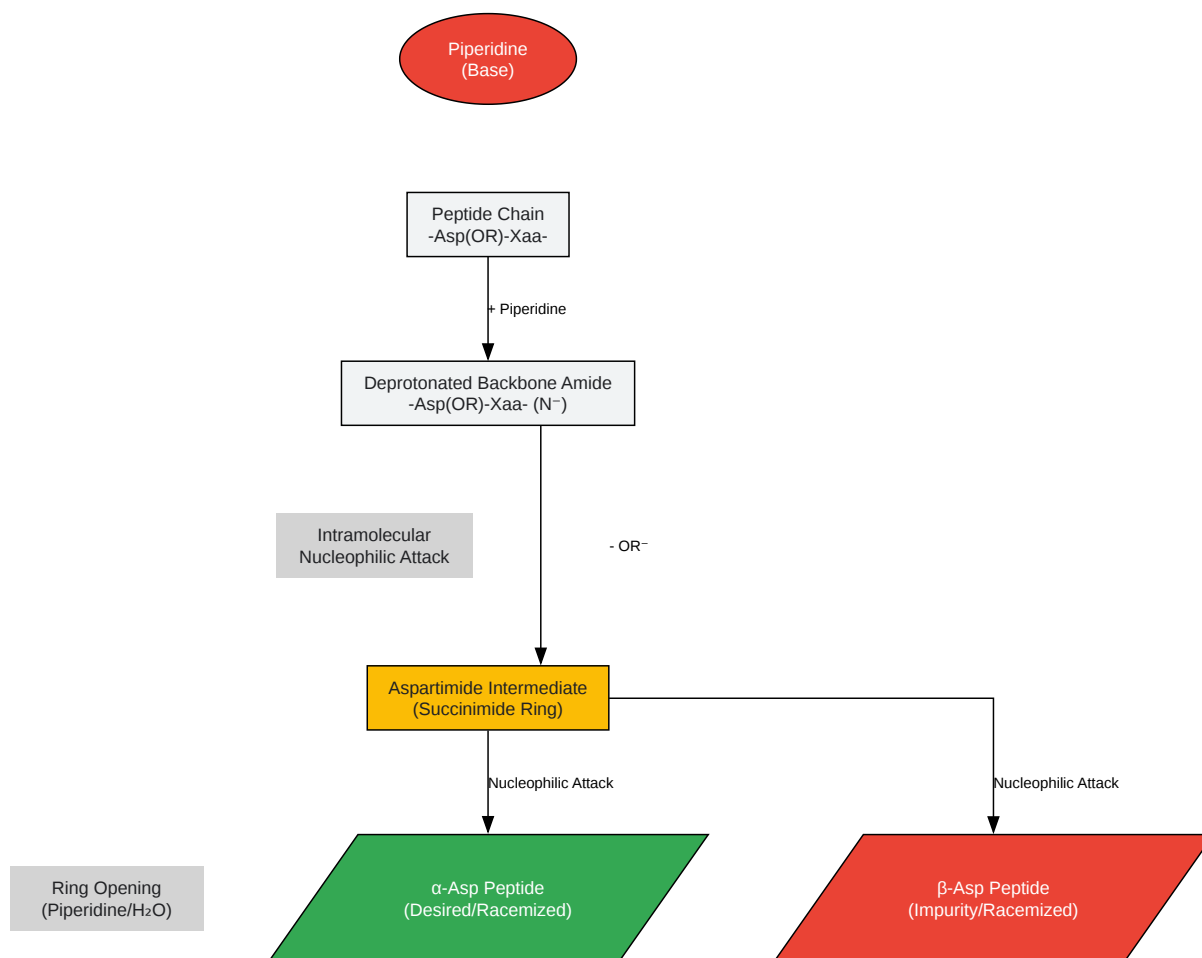 Piperidine
(Base)
Peptide Chain
-Asp(OR)-Xaa-
+ Piperidine
Deprotonated Backbone Amide
-Asp(OR)-Xaa- (N⁻)
Intramolecular
Nucleophilic Attack
- OR⁻
Aspartimide Intermediate
(Succinimide Ring)
Nucleophilic Attack
Nucleophilic Attack
Ring Opening
(Piperidine/H₂O)
α-Asp Peptide
(Desired/Racemized)
β-Asp Peptide
(Impurity/Racemized)